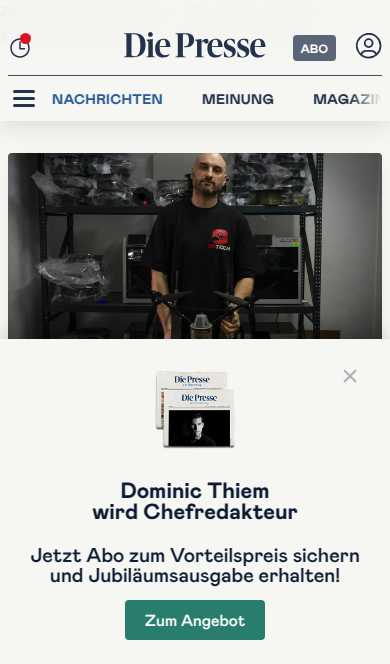 Die Presse
ABO
NACHRICHTEN MEINUNG MAGAZIN
Die Presse
Die Presse
Dominic Thiem
wird Chefredakteur
Jetzt Abo zum Vorteilspreis sichern
und Jubiläumsausgabe erhalten!
Zum Angebot